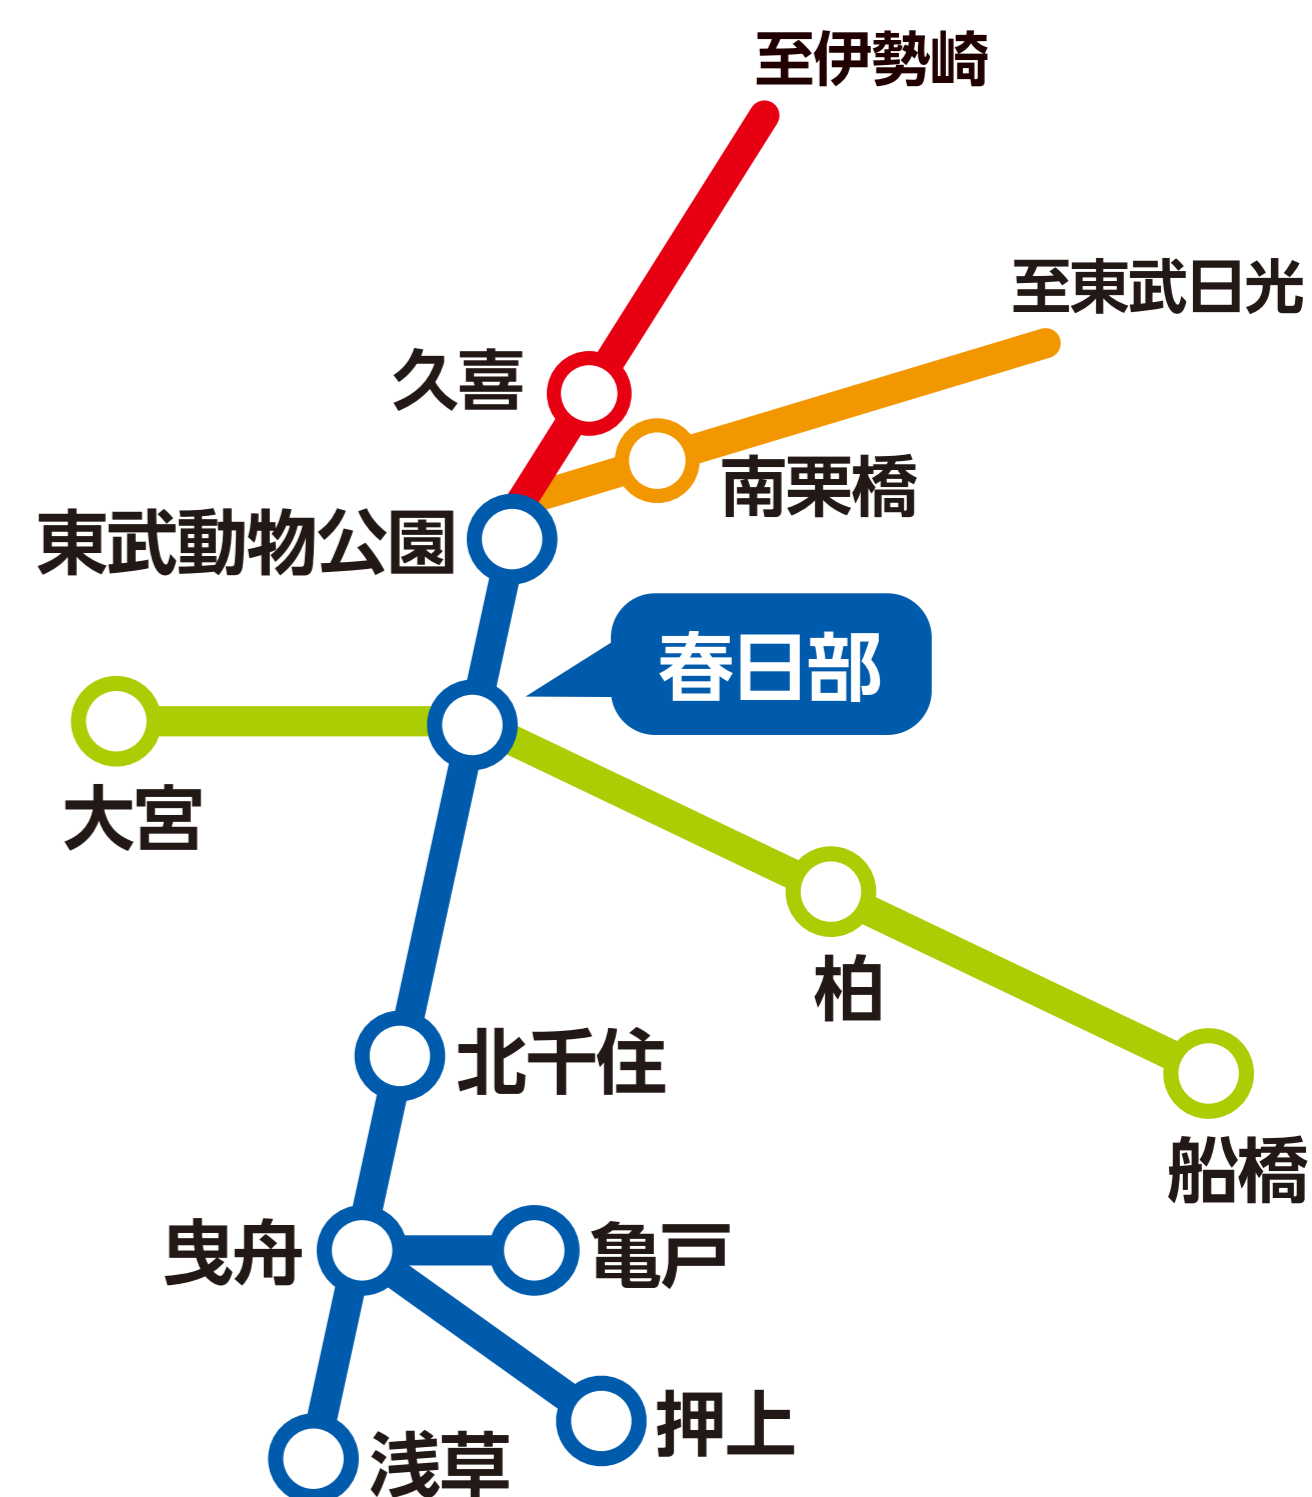 至伊勢崎
至東武日光
久喜
南栗橋
東武動物公園
春日部
大宮
柏
北千住
船橋
曳舟
亀戸
押上
浅草